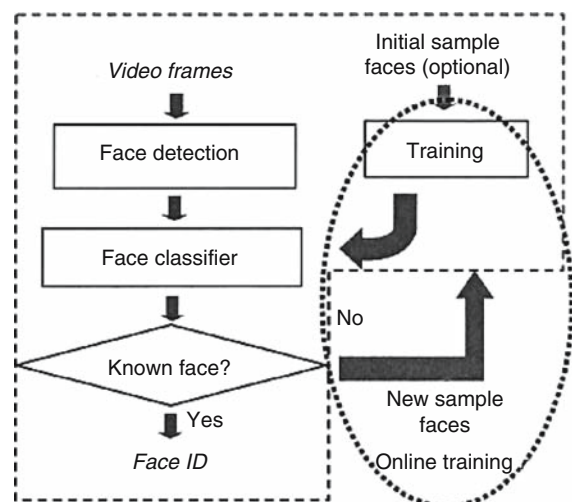 Video frames
Face detection
Face classifier
Known face?
Yes
Face ID
Initial sample
faces (optional)
Training
No
New sample
faces
Online training